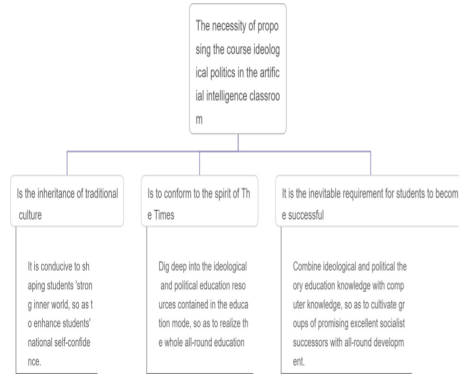 The necessity of propo
sing the course ideolog
ical politics in the artific
ial intelligence classroo
m
Is the inheritance of traditional
culture
Is to conform to the spirit of Th
e Times
It is the inevitable requirement for students to becom
e successful
It is conducive to sh
aping students 'stron
g inner world, so as t
o enhance students'
national self-confide
nce.
Dig deep into the ideological
and political education reso
urces contained in the educa
tion mode, so as to realize th
e whole all-round education
Combine ideological and political the
ory education knowledge with comp
uter knowledge, so as to cultivate gr
oups of promising excellent socialist
successors with all-round developm
ent.